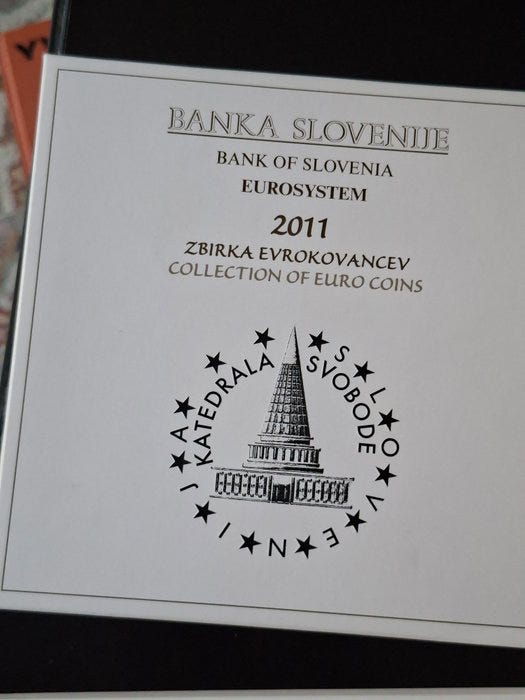 BANKA SLOVENIJE
BANK OF SLOVENIA
EUROSYSTEM
2011
ZBIRKA EVROKOVANCEV
COLLECTION OF EURO COINS
KATEDRALA SVOBODE
SLOVENIJA